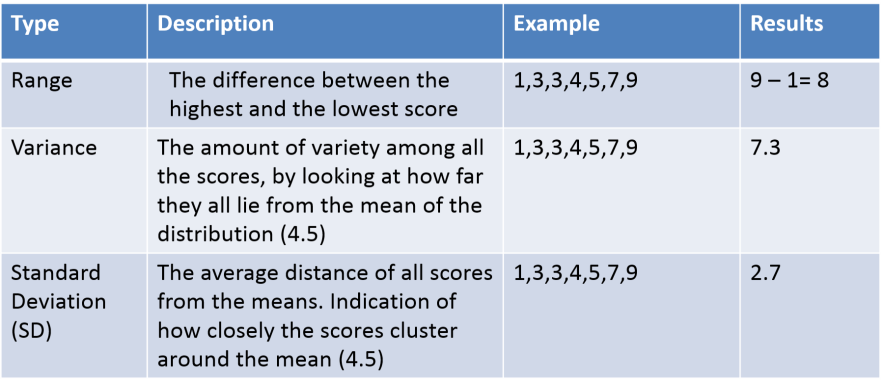 Type Description Example Results
Range The difference between the 1,3,3,4,5,7,9 9 – 1= 8
highest and the lowest score
Variance The amount of variety among all 1,3,3,4,5,7,9 7.3
the scores, by looking at how far
they all lie from the mean of the
distribution (4.5)
Standard The average distance of all scores 1,3,3,4,5,7,9 2.7
Deviation from the means. Indication of
(SD) how closely the scores cluster
around the mean (4.5)